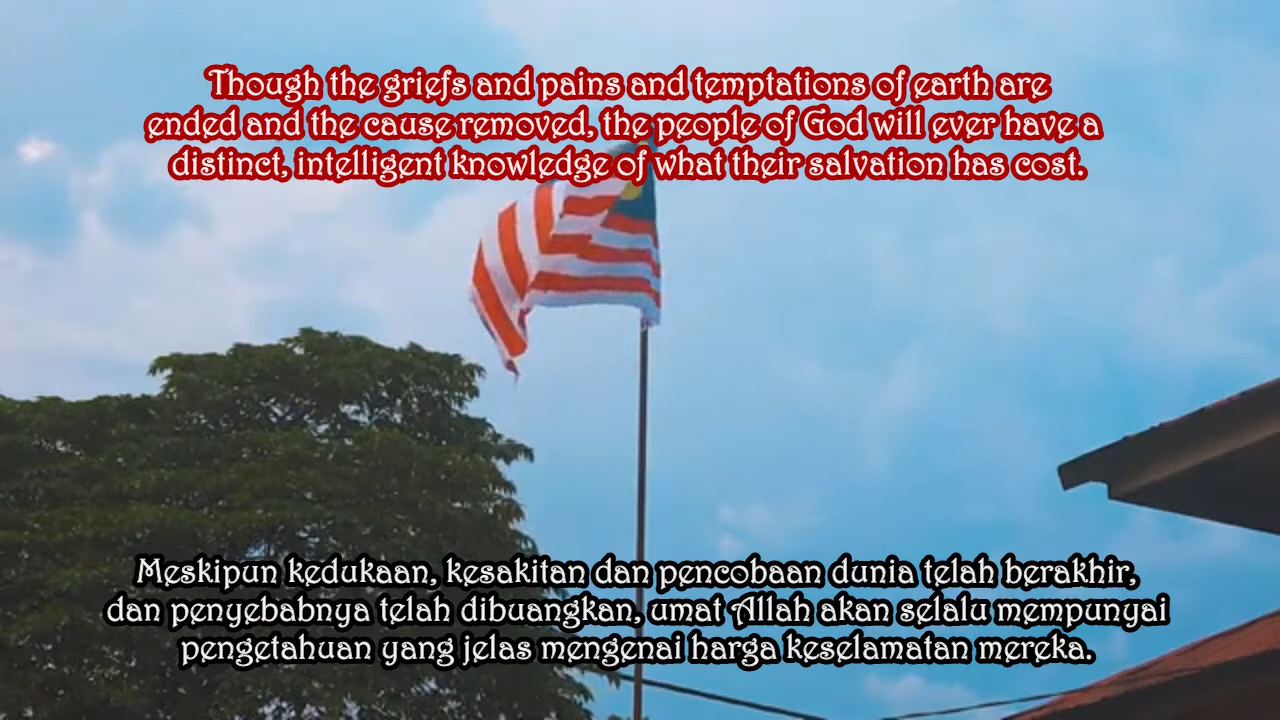 Though the griefs and pains and temptations of earth are
ended and the cause removed, the people of God will ever have a
distinct, intelligent knowledge of what their salvation has cost.
Meskipun kedukaan, kesakitan dan pencobaan dunia telah berakhir,
dan penyebabnya telah dibuangkan, umat Allah akan selalu mempunyai
pengetahuan yang jelas mengenai harga keselamatan mereka.